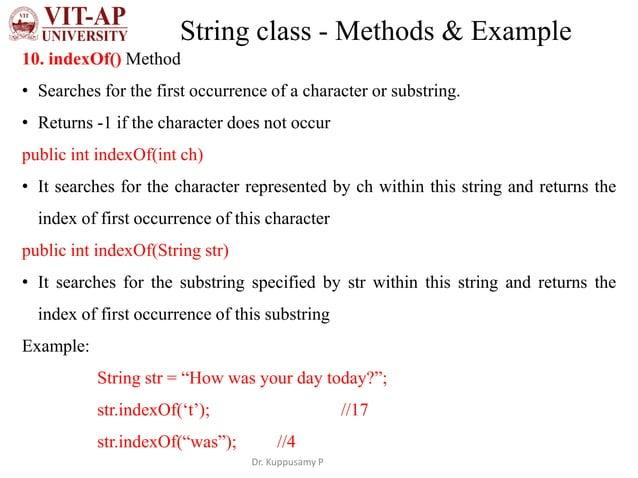 VIT
VIT-AP
UNIVERSITY
String class - Methods & Example
10. indexOf() Method
• Searches for the first occurrence of a character or substring.
• Returns -1 if the character does not occur
public int indexOf(int ch)
• It searches for the character represented by ch within this string and returns the
index of first occurrence of this character
public int indexOf(String str)
• It searches for the substring specified by str within this string and returns the
index of first occurrence of this substring
Example:
String str = “How was your day today?”;
str.indexOf(‘t’); //17
str.indexOf(“was”); //4
Dr. Kuppusamy P